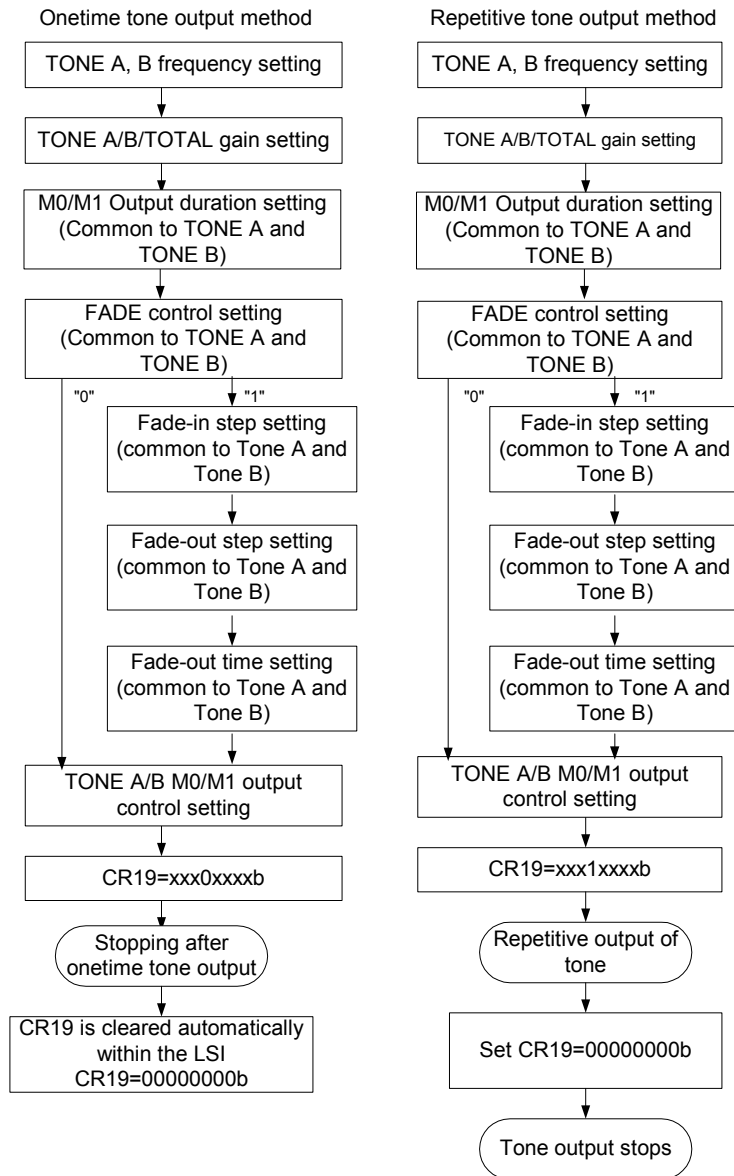 Onetime tone output method
TONE A, B frequency setting
TONE A/B/TOTAL gain setting
M0/M1 Output duration setting
(Common to TONE A and
TONE B)
FADE control setting
(Common to TONE A and
TONE B)
"0"
"1"
Fade-in step setting
(common to Tone A and
Tone B)
Fade-out step setting
(common to Tone A and
Tone B)
Fade-out time setting
(common to Tone A and
Tone B)
TONE A/B M0/M1 output
control setting
CR19=xxx0xxxxb
Stopping after
onetime tone output
CR19 is cleared automatically
within the LSI
CR19=00000000b
Repetitive tone output method
TONE A, B frequency setting
TONE A/B/TOTAL gain setting
M0/M1 Output duration setting
(Common to TONE A and
TONE B)
FADE control setting
(Common to TONE A and
TONE B)
"0"
"1"
Fade-in step setting
(common to Tone A and
Tone B)
Fade-out step setting
(common to Tone A and
Tone B)
Fade-out time setting
(common to Tone A and
Tone B)
TONE A/B M0/M1 output
control setting
CR19=xxx1xxxxb
Repetitive output of
tone
Set CR19=00000000b
Tone output stops